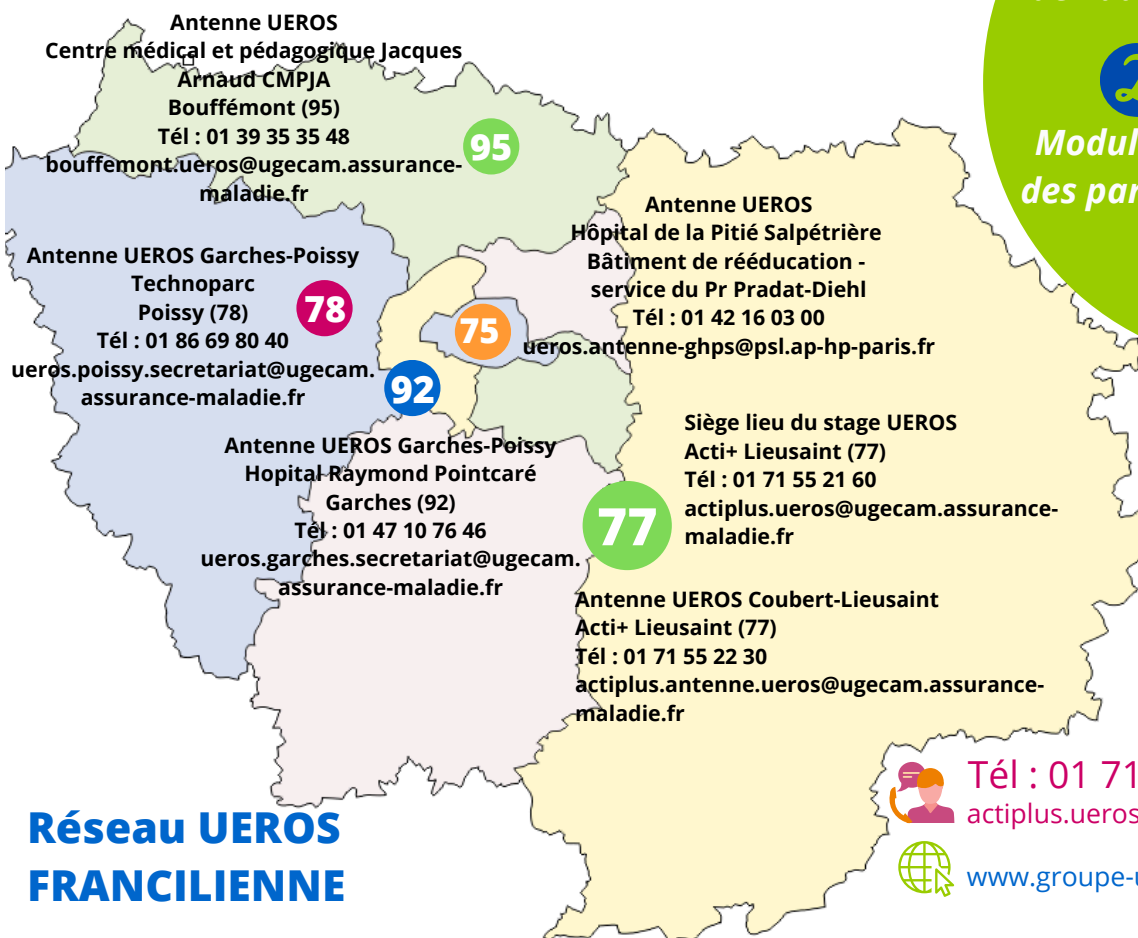 Antenne UEROS
Centre médical et pédagogique Jacques
Arnaud CMPJA
Bouffémont (95)
Tél : 01 39 35 35 48
bouffemont.ueros@ugecam.assurance-
maladie.fr
95
Modul
des par
Antenne UEROS
Hôpital de la Pitié Salpétrière
Bâtiment de rééducation -
service du Pr Pradat-Diehl
Tél : 01 42 16 03 00
ueros.antenne-ghps@psl.ap-hp-paris.fr
75
Antenne UEROS Garches-Poissy
Technoparc
Poissy (78)
Tél : 01 86 69 80 40
ueros.poissy.secretariat@ugecam.
assurance-maladie.fr
78
92
Antenne UEROS Garches-Poissy
Hopital Raymond Pointcaré
Garches (92)
Tél : 01 47 10 76 46
ueros.garches.secretariat@ugecam.
assurance-maladie.fr
Siège lieu du stage UEROS
Acti+ Lieusaint (77)
Tél : 01 71 55 21 60
actiplus.ueros@ugecam.assurance-
maladie.fr
77
Antenne UEROS Coubert-Lieusaint
Acti+ Lieusaint (77)
Tél : 01 71 55 22 30
actiplus.antenne.ueros@ugecam.assurance-
maladie.fr
Réseau UEROS
FRANCILIENNE
Tél : 01 71
actiplus.ueros
www.groupe-u